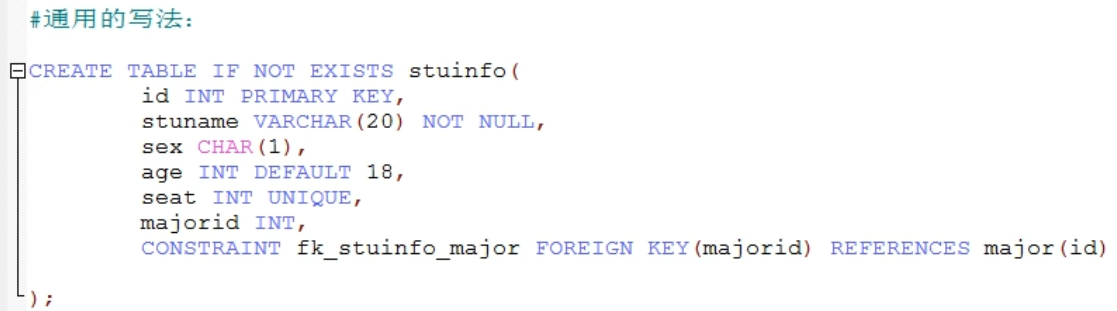 #通用的写法：
CREATE TABLE IF NOT EXISTS stuinfo(
id INT PRIMARY KEY,
stuname VARCHAR(20) NOT NULL,
sex CHAR(1),
age INT DEFAULT 18,
seat INT UNIQUE,
majorid INT,
CONSTRAINT fk_stuinfo_major FOREIGN KEY(majorid) REFERENCES major(id)
);